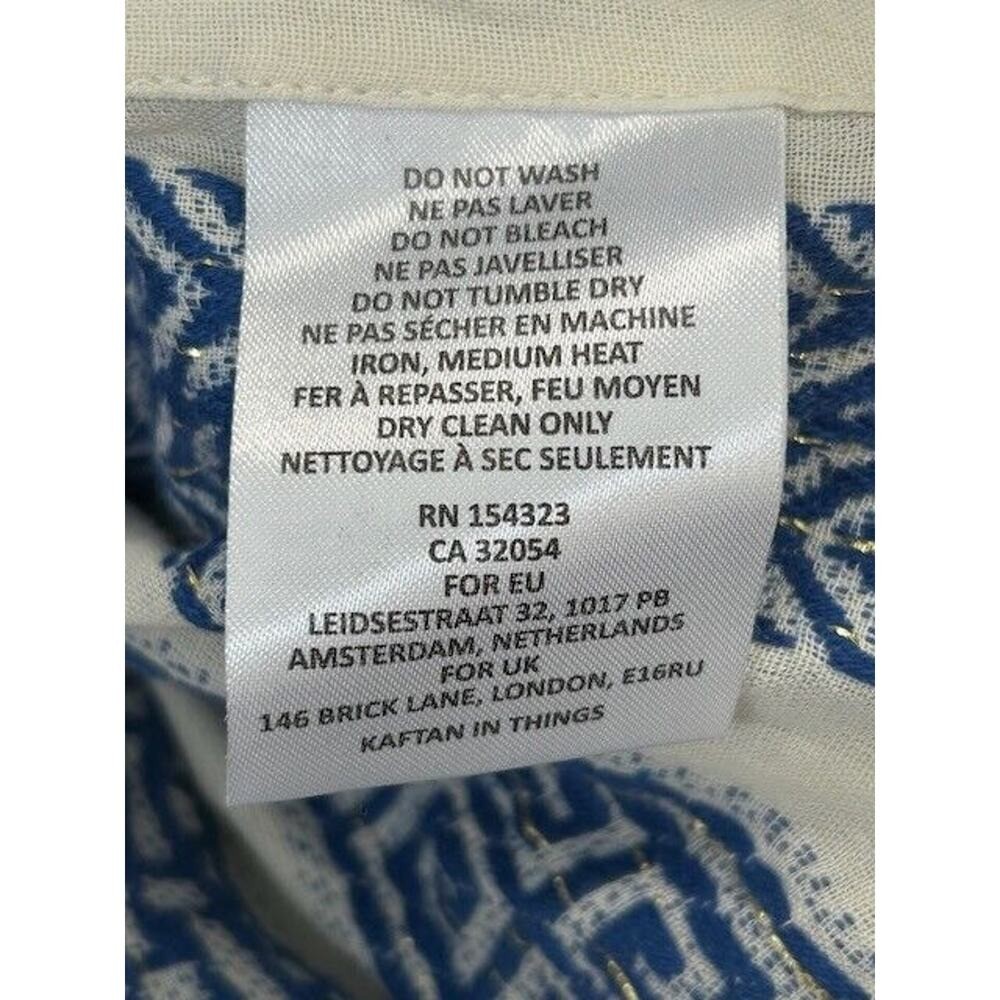 DO NOT WASH
NE PAS LAVER
DO NOT BLEACH
NE PAS JAVELLISER
DO NOT TUMBLE DRY
NE PAS SÉCHER EN MACHINE
IRON, MEDIUM HEAT
FER À REPASSER, FEU MOYEN
DRY CLEAN ONLY
NETTOYAGE À SEC SEULEMENT
RN 154323
CA 32054
FOR EU
LEIDSESTRAAT 32, 1017 PB
AMSTERDAM, NETHERLANDS
FOR UK
146 BRICK LANE, LONDON, E16RU
KAFTAN IN THINGS